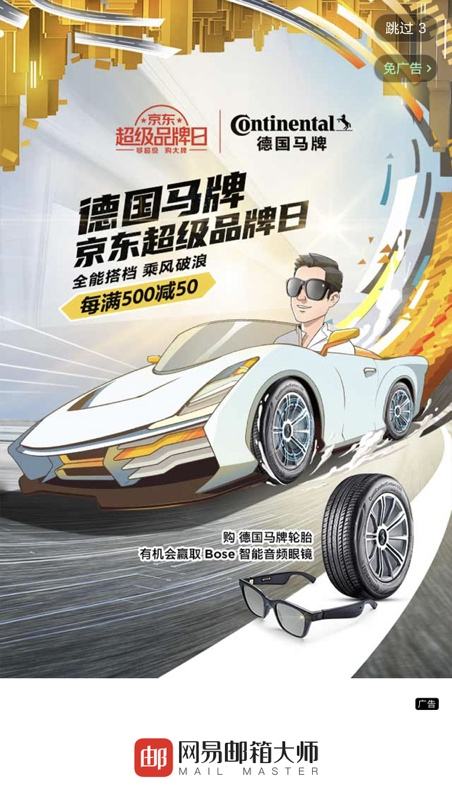 跳过 3
免广告 >
京东
超级品牌日
够超级 购大牌
Continental
德国马牌
德国马牌
京东超级品牌日
全能搭档 乘风破浪
每满500减50
购 德国马牌轮胎
有机会赢取 Bose 智能音频眼镜
广告
邮 网易邮箱大师
MAIL MASTER